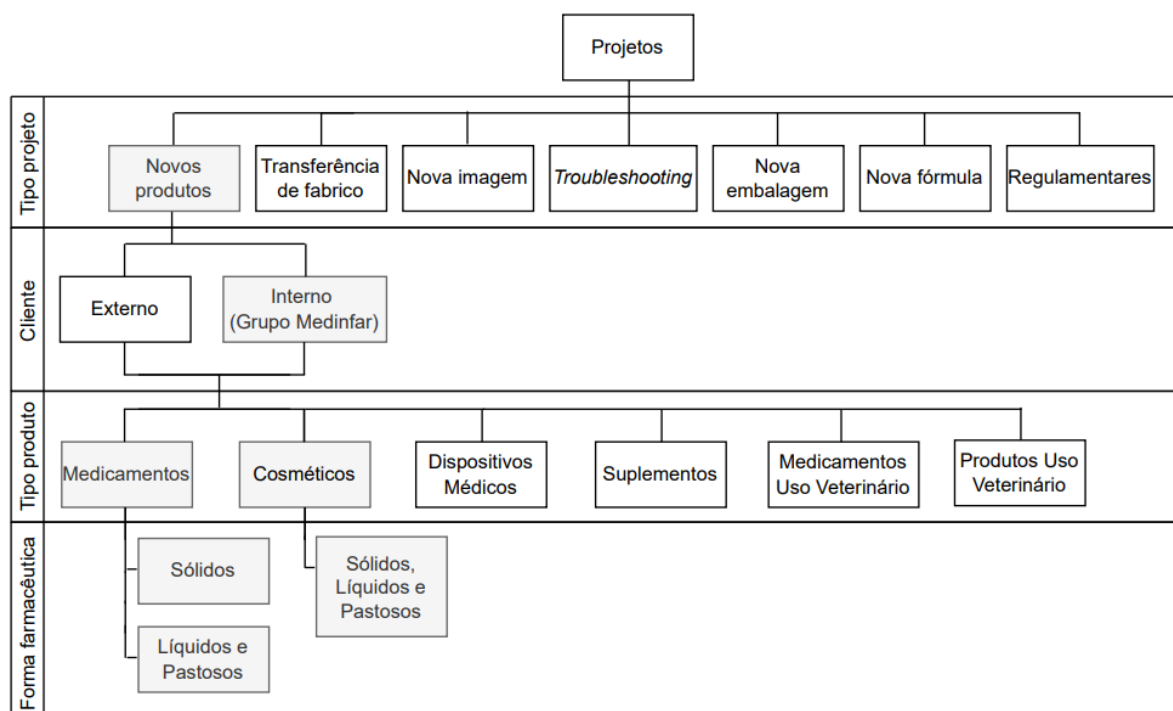 Projetos
Tipo projeto
Novos
produtos
Transferência
de fabrico
Nova imagem
Troubleshooting
Nova
embalagem
Nova fórmula
Regulamentares
Cliente
Externo
Interno
(Grupo Medinfar)
Tipo produto
Medicamentos
Cosméticos
Dispositivos
Médicos
Suplementos
Medicamentos
Uso Veterinário
Produtos Uso
Veterinário
Forma farmacêutica
Sólidos
Sólidos,
Líquidos e
Pastosos
Líquidos e
Pastosos